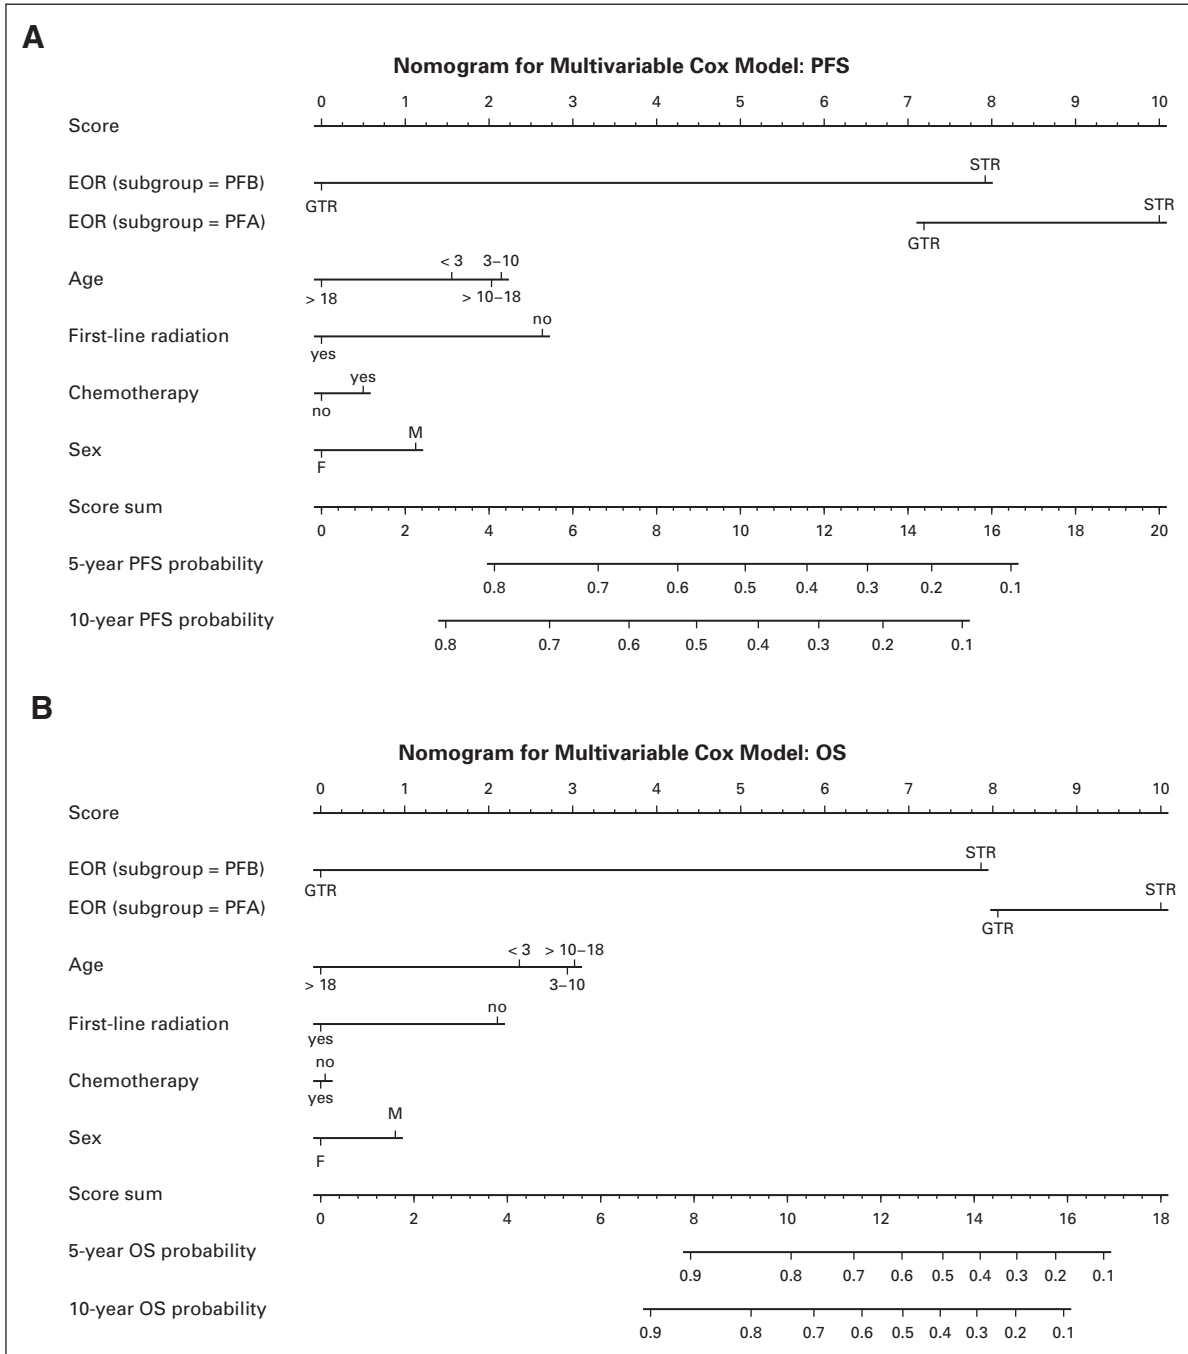 A
Nomogram for Multivariable Cox Model: PFS
0 1 2 3 4 5 6 7 8 9 10
Score
STR
EOR (subgroup = PFB)
GTR
STR
EOR (subgroup = PFA)
GTR
< 3 3–10
Age
> 18 > 10–18
no
First-line radiation
yes
yes
Chemotherapy
no
M
Sex
F
Score sum
0 2 4 6 8 10 12 14 16 18 20
5-year PFS probability
0.8 0.7 0.6 0.5 0.4 0.3 0.2 0.1
10-year PFS probability
0.8 0.7 0.6 0.5 0.4 0.3 0.2 0.1
B
Nomogram for Multivariable Cox Model: OS
0 1 2 3 4 5 6 7 8 9 10
Score
STR
EOR (subgroup = PFB)
GTR
STR
EOR (subgroup = PFA)
GTR
< 3 > 10–18
Age
> 18 3–10
no
First-line radiation
yes
no
Chemotherapy
yes
M
Sex
F
Score sum
0 2 4 6 8 10 12 14 16 18
5-year OS probability
0.9 0.8 0.7 0.6 0.5 0.4 0.3 0.2 0.1
10-year OS probability
0.9 0.8 0.7 0.6 0.5 0.4 0.3 0.2 0.1